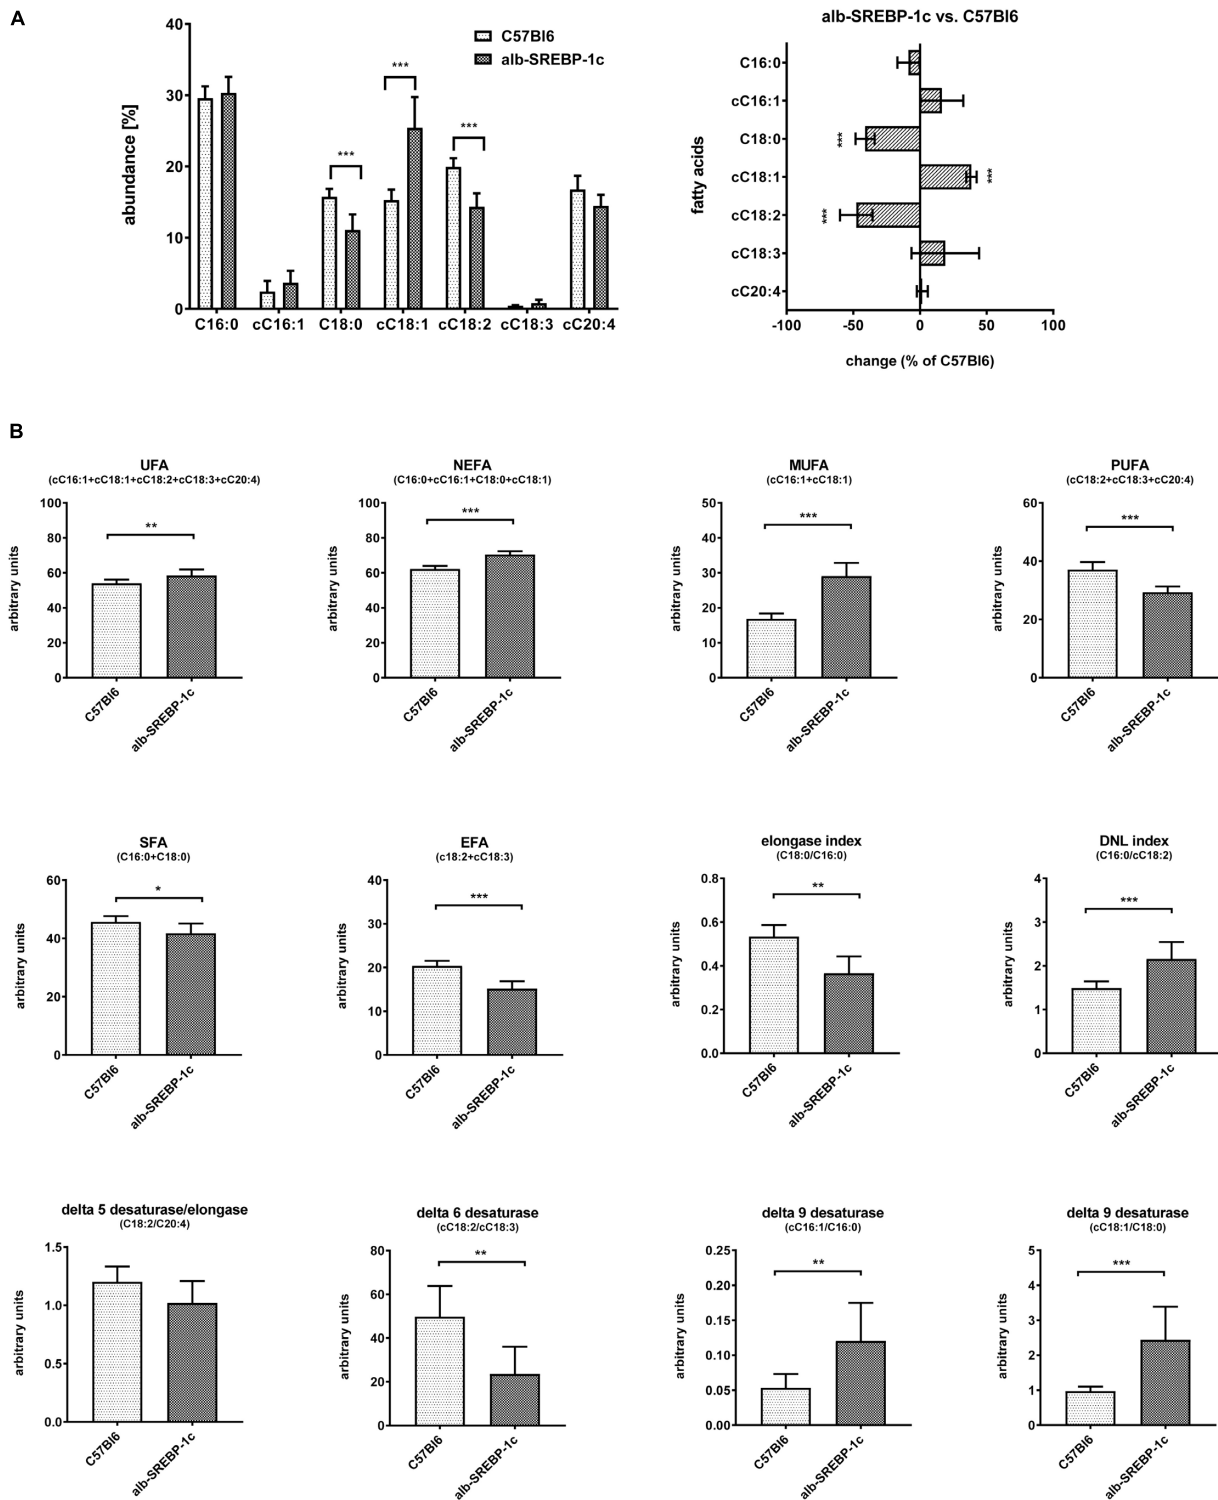 A
40
30
20
10
0
abundance [%]
C57Bl6
alb-SREBP-1c
***
***
***
C16:0 cC16:1 C18:0 cC18:1 cC18:2 cC18:3 cC20:4
alb-SREBP-1c vs. C57Bl6
fatty acids
C16:0
cC16:1
C18:0
***
cC18:1
***
cC18:2
***
cC18:3
cC20:4
-100 -50 0 50 100
change (% of C57Bl6)
B
UFA
(cC16:1+cC18:1+cC18:2+cC18:3+cC20:4)
100
80
60
40
20
0
arbitrary units
**
C57Bl6
alb-SREBP-1c
NEFA
(C16:0+cC16:1+C18:0+cC18:1)
100
80
60
40
20
0
arbitrary units
***
C57Bl6
alb-SREBP-1c
MUFA
(cC16:1+cC18:1)
50
40
30
20
10
0
arbitrary units
***
C57Bl6
alb-SREBP-1c
PUFA
(cC18:2+cC18:3+cC20:4)
60
40
20
0
arbitrary units
***
C57Bl6
alb-SREBP-1c
SFA
(C16:0+C18:0)
60
40
20
0
arbitrary units
*
C57Bl6
alb-SREBP-1c
EFA
(c18:2+cC18:3)
40
30
20
10
0
arbitrary units
***
C57Bl6
alb-SREBP-1c
elongase index
(C18:0/C16:0)
0.8
0.6
0.4
0.2
0.0
arbitrary units
**
C57Bl6
alb-SREBP-1c
DNL index
(C16:0/cC18:2)
4
3
2
1
0
arbitrary units
***
C57Bl6
alb-SREBP-1c
delta 5 desaturase/elongase
(C18:2/C20:4)
1.5
1.0
0.5
0.0
arbitrary units
C57Bl6
alb-SREBP-1c
delta 6 desaturase
(cC18:2/cC18:3)
80
60
40
20
0
arbitrary units
**
C57Bl6
alb-SREBP-1c
delta 9 desaturase
(cC16:1/C16:0)
0.25
0.20
0.15
0.10
0.05
0.00
arbitrary units
**
C57Bl6
alb-SREBP-1c
delta 9 desaturase
(cC18:1/C18:0)
5
4
3
2
1
0
arbitrary units
***
C57Bl6
alb-SREBP-1c